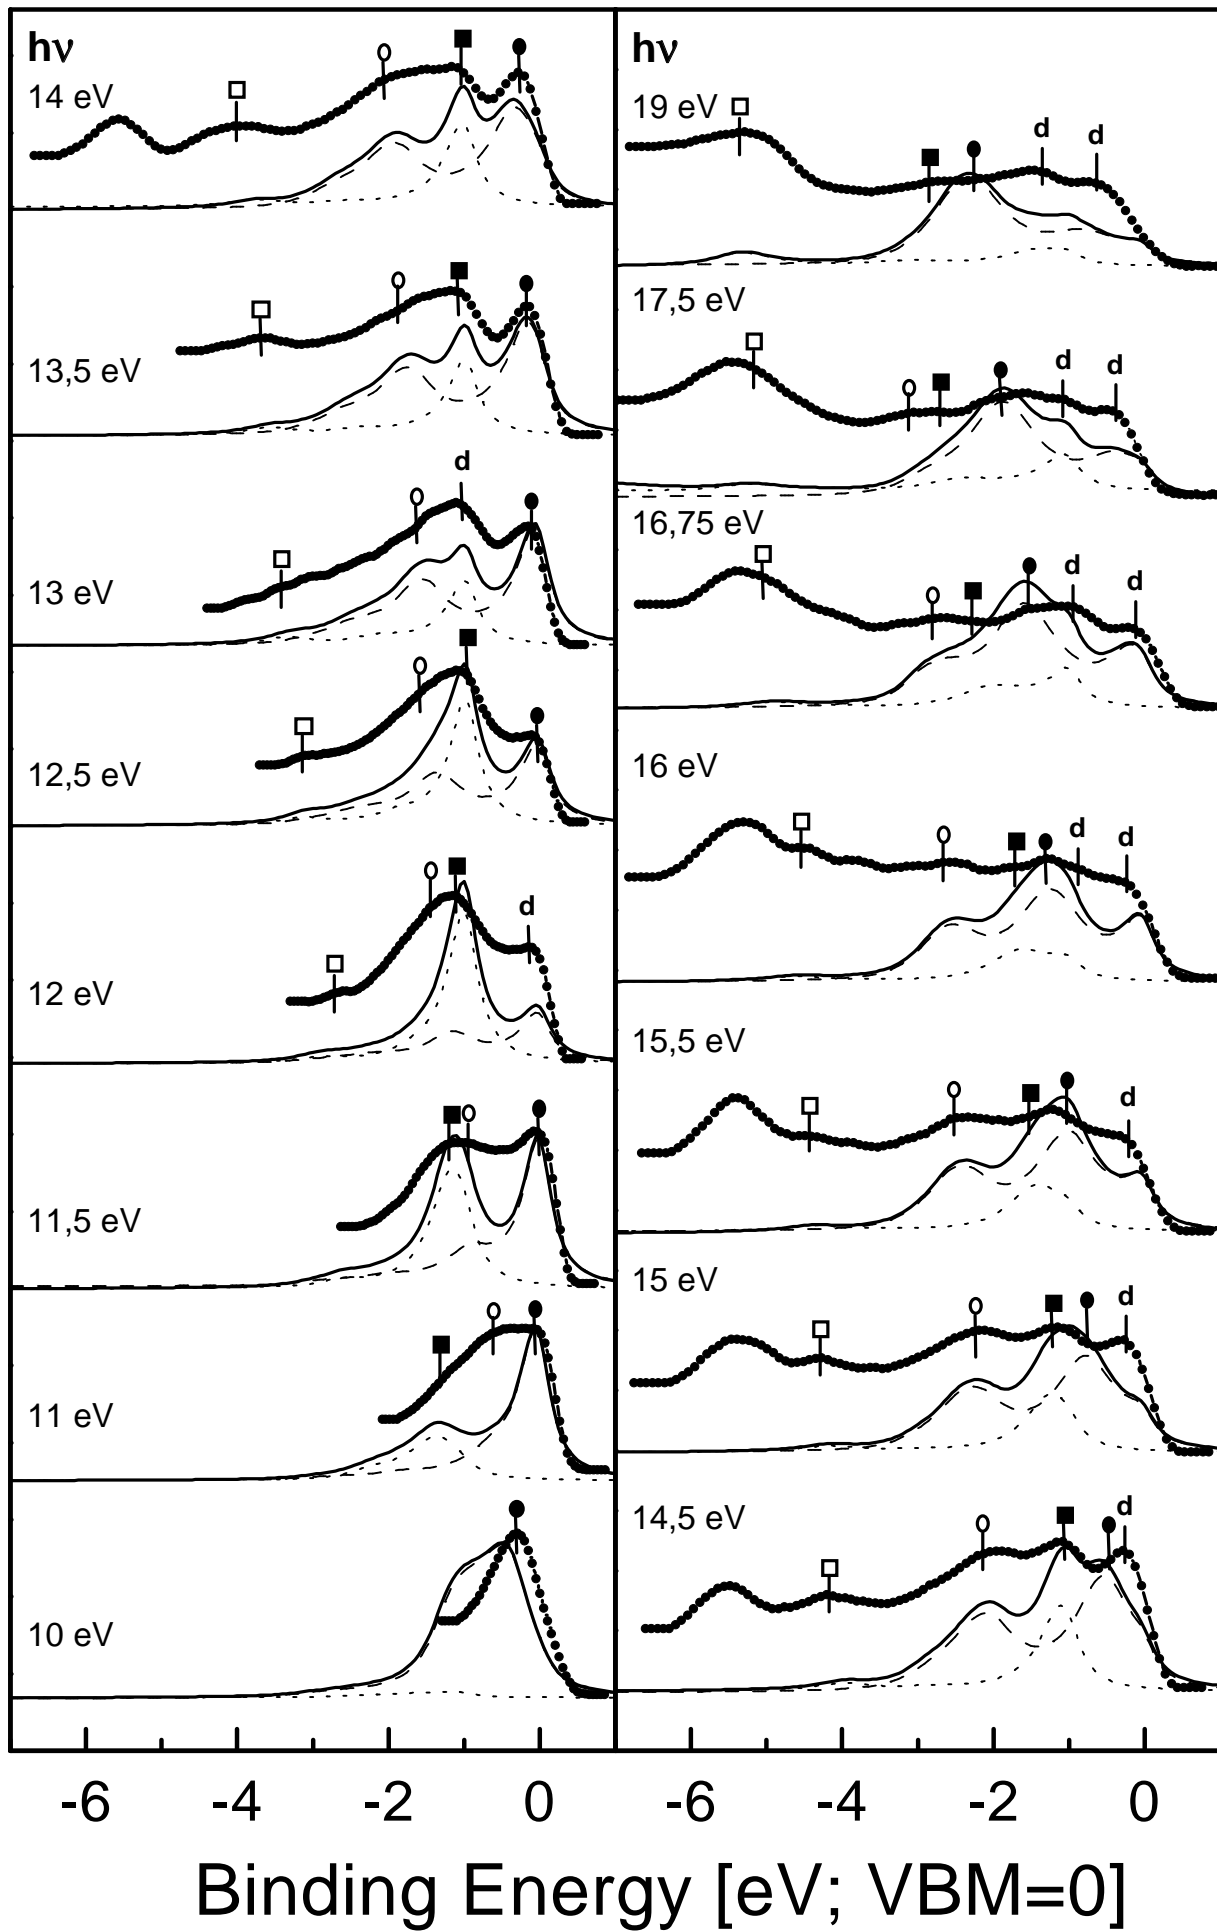 hν
14 eV
13,5 eV
d
13 eV
12,5 eV
d
12 eV
11,5 eV
11 eV
10 eV
hν
19 eV
d d
17,5 eV
d d
16,75 eV
d d
16 eV
d d
15,5 eV
d
15 eV
d
14,5 eV
d
-6 -4 -2 0 -6 -4 -2 0
Binding Energy [eV; VBM=0]